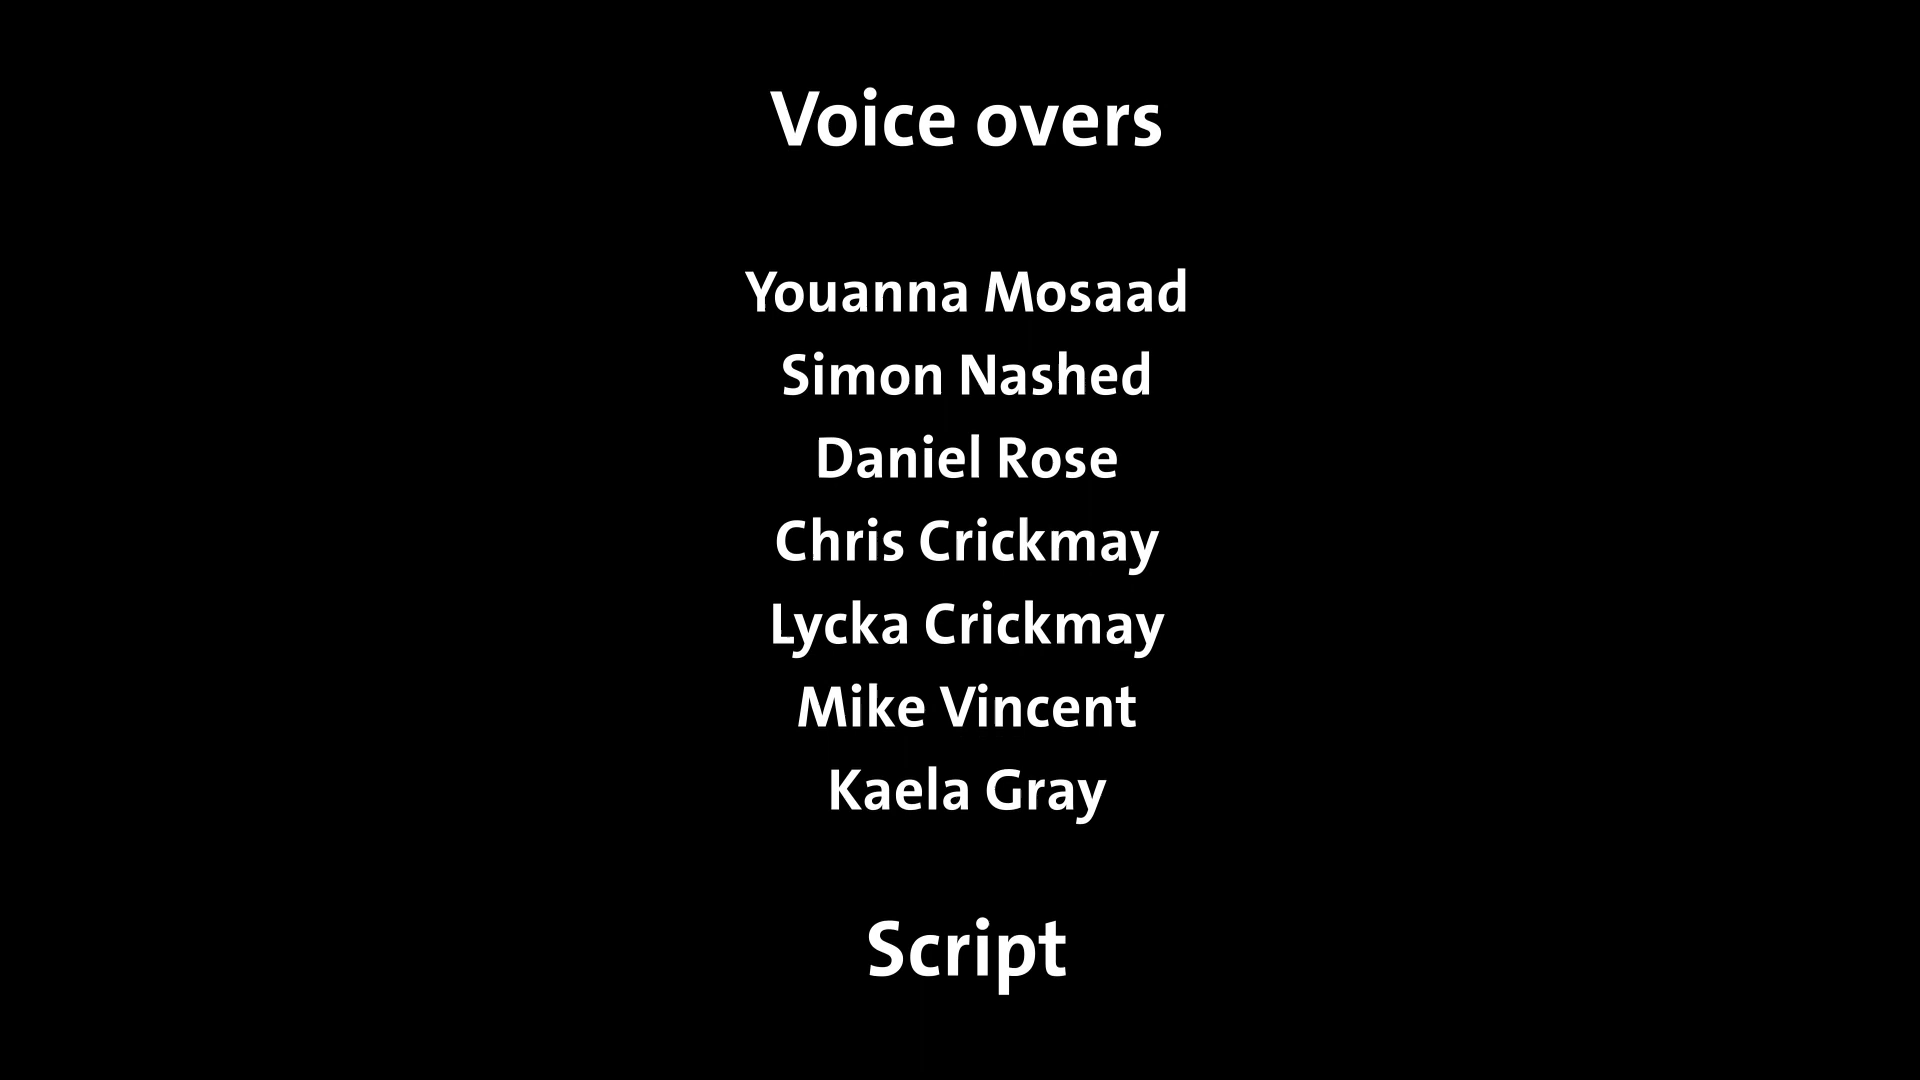 Voice overs
Youanna Mosaad
Simon Nashed
Daniel Rose
Chris Crickmay
Lycka Crickmay
Mike Vincent
Kaela Gray
Script